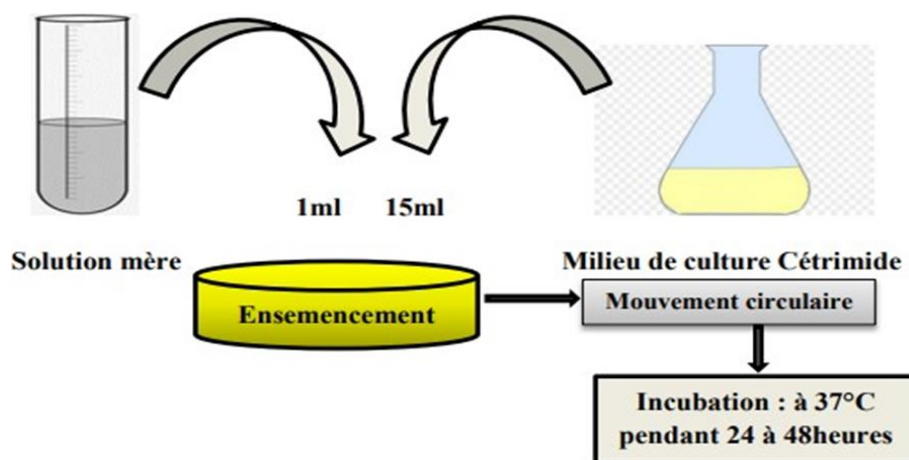 1ml 15ml
Solution mère
Milieu de culture Cétrimide
Ensemencement
Mouvement circulaire
Incubation : à 37°C
pendant 24 à 48heures